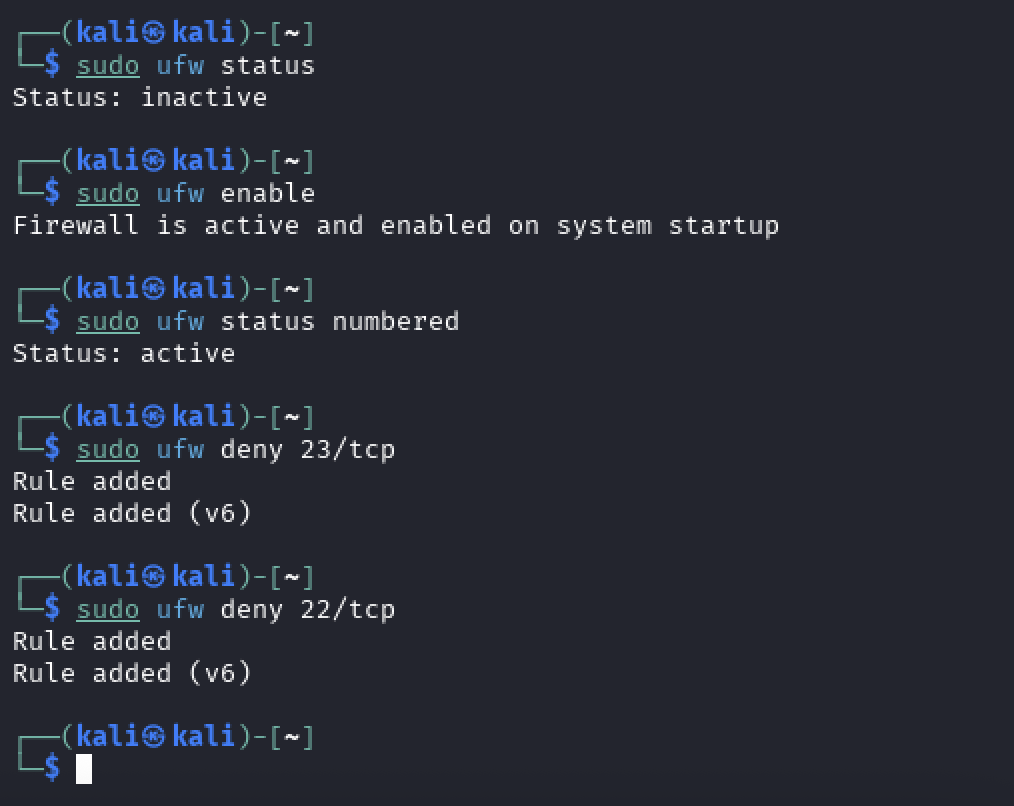 ┌──(kali㉿kali)-[~]
└─$ sudo ufw status
Status: inactive

┌──(kali㉿kali)-[~]
└─$ sudo ufw enable
Firewall is active and enabled on system startup

┌──(kali㉿kali)-[~]
└─$ sudo ufw status numbered
Status: active

┌──(kali㉿kali)-[~]
└─$ sudo ufw deny 23/tcp
Rule added
Rule added (v6)

┌──(kali㉿kali)-[~]
└─$ sudo ufw deny 22/tcp
Rule added
Rule added (v6)

┌──(kali㉿kali)-[~]
└─$